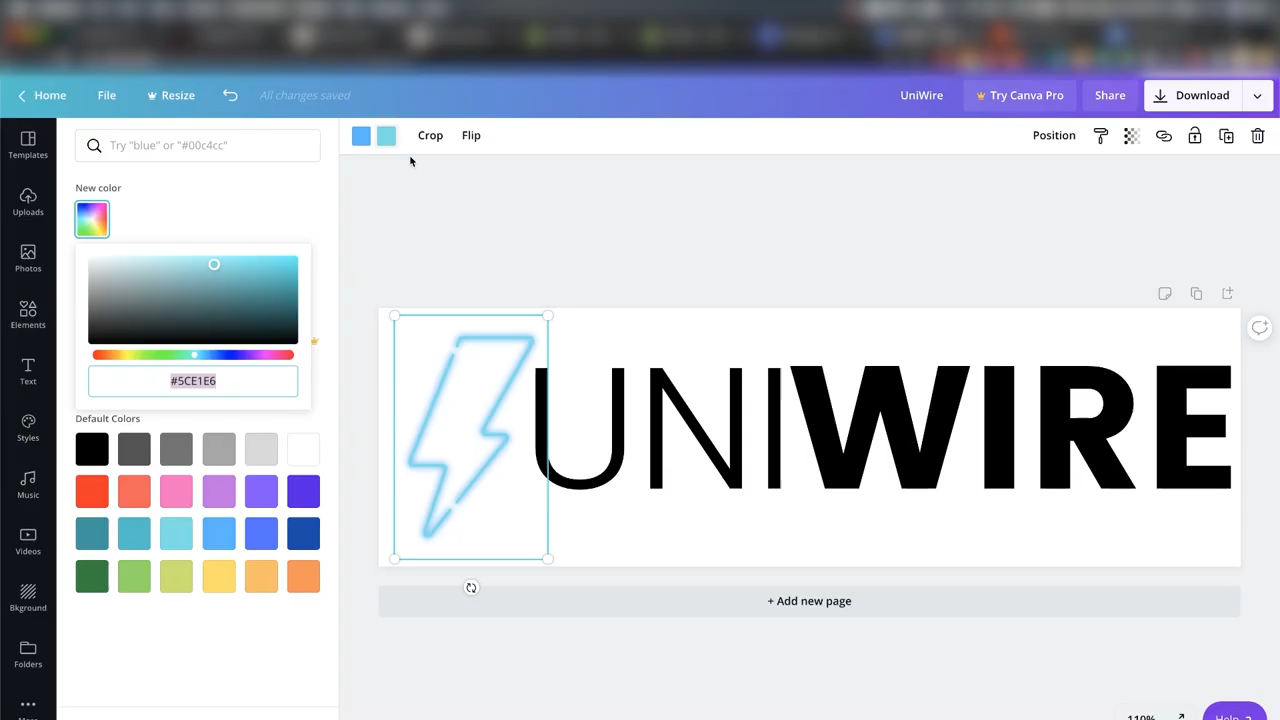 Home File Resize All changes saved UniWire Try Canva Pro Share Download
Templates
Uploads
Photos
Elements
Text
Styles
Music
Videos
Bkground
Folders
Try "blue" or "#00c4cc"
New color
#5CE1E6
Default Colors
Crop Flip Position
UNIWIRE
+ Add new page
110%
Help ?